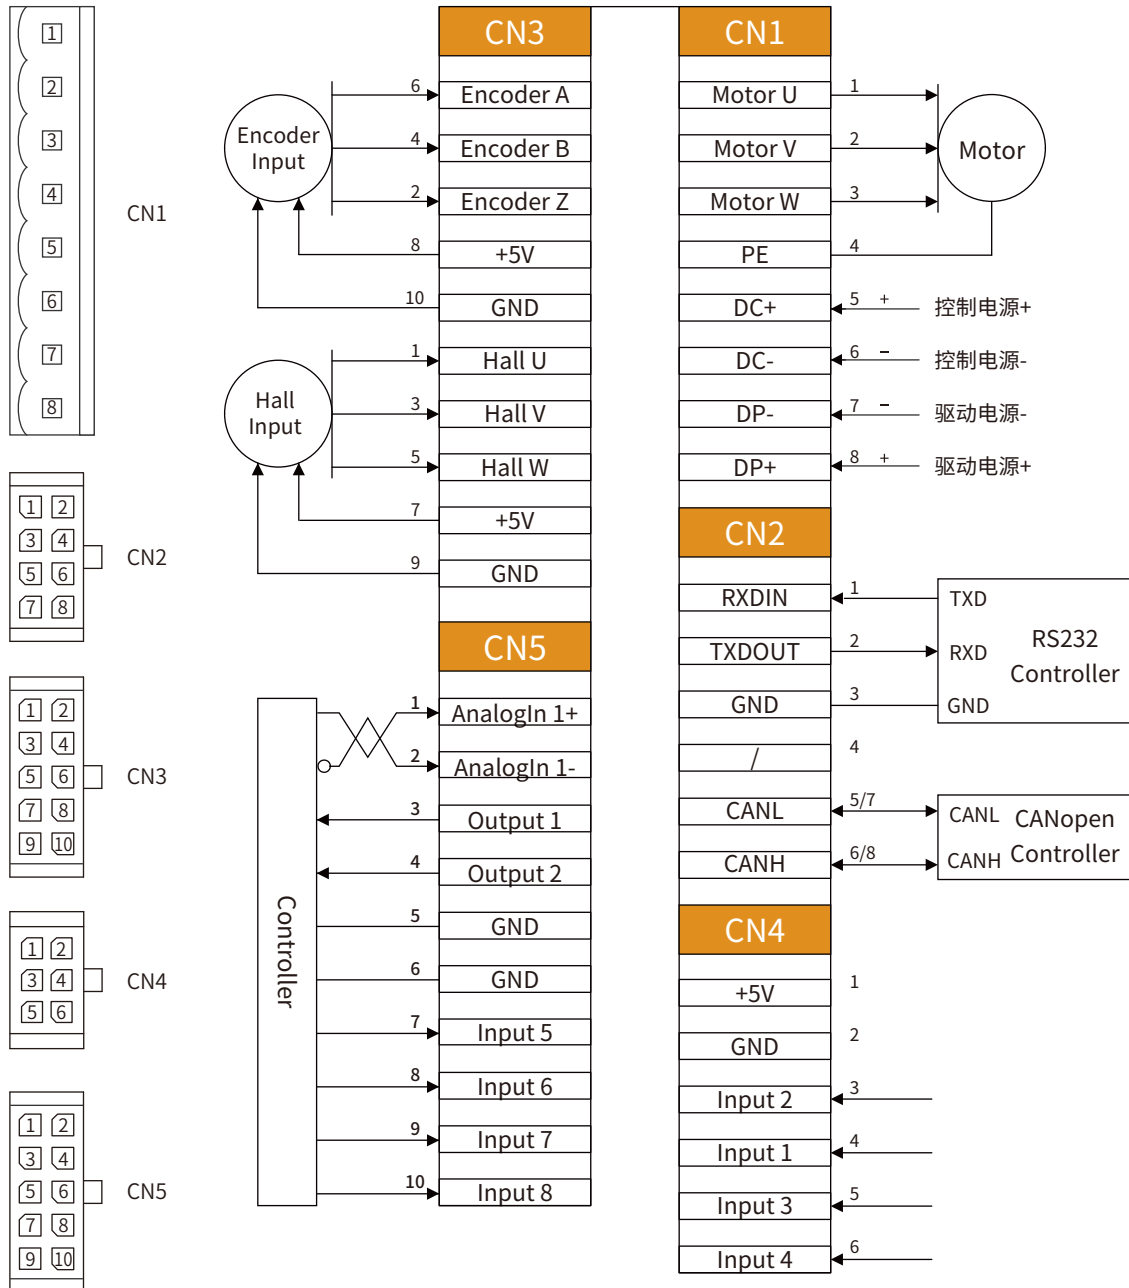 1
2
3
4
5
6
7
8
CN1
1 2
3 4
5 6
7 8
CN2
1 2
3 4
5 6
7 8
9 10
CN3
1 2
3 4
5 6
CN4
1 2
3 4
5 6
7 8
9 10
CN5
CN3
Encoder
Input
6 Encoder A
4 Encoder B
2 Encoder Z
8 +5V
10 GND
Hall
Input
1 Hall U
3 Hall V
5 Hall W
7 +5V
9 GND
CN5
Controller
1 AnalogIn 1+
2 AnalogIn 1-
3 Output 1
4 Output 2
5 GND
6 GND
7 Input 5
8 Input 6
9 Input 7
10 Input 8
CN1
Motor U 1
Motor V 2
Motor W 3
PE 4
Motor
DC+ 5 + 控制电源+
DC- 6 - 控制电源-
DP- 7 - 驱动电源-
DP+ 8 + 驱动电源+
CN2
RXDIN 1 TXD
TXDOUT 2 RXD
GND 3 GND
RS232
Controller
/ 4
CANL 5/7 CANL
CANH 6/8 CANH
CANopen
Controller
CN4
+5V 1
GND 2
Input 2 3
Input 1 4
Input 3 5
Input 4 6